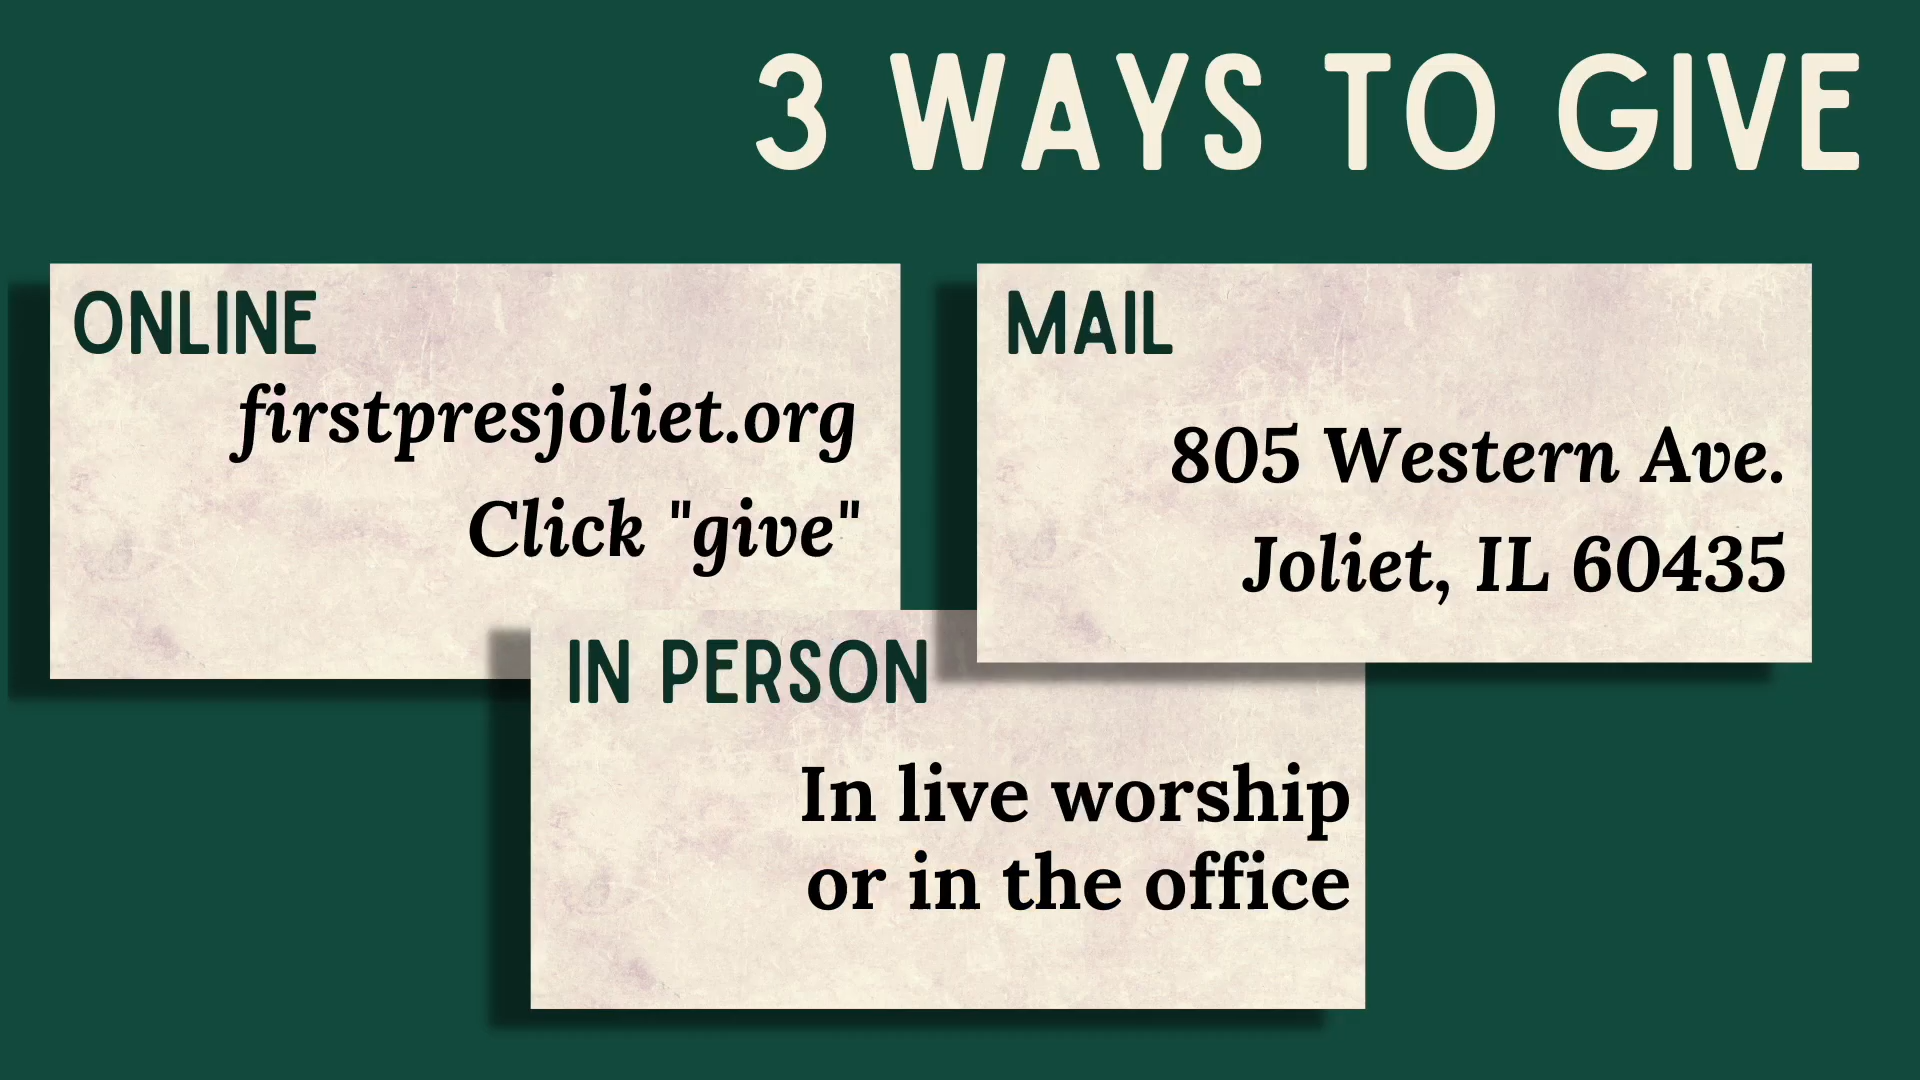 3 WAYS TO GIVE
ONLINE
firstpresjoliet.org
Click "give"
MAIL
805 Western Ave.
Joliet, IL 60435
IN PERSON
In live worship
or in the office